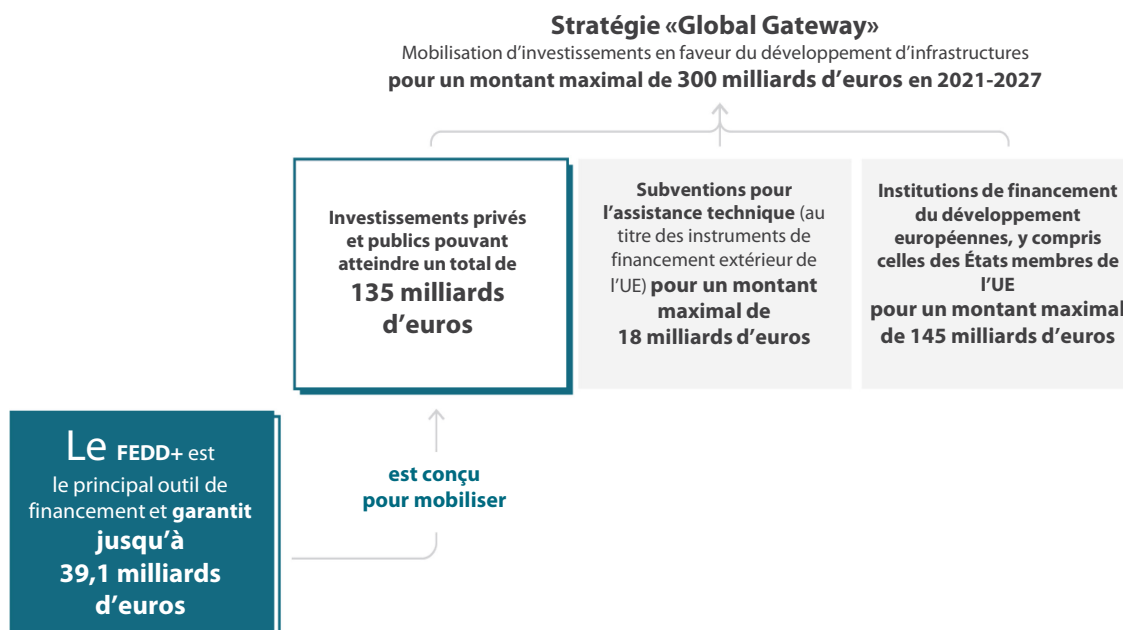 Stratégie «Global Gateway»
Mobilisation d’investissements en faveur du développement d’infrastructures
pour un montant maximal de 300 milliards d’euros en 2021-2027
Investissements privés
et publics pouvant
atteindre un total de
135 milliards
d’euros
Subventions pour
l’assistance technique (au
titre des instruments de
financement extérieur de
l’UE) pour un montant
maximal de
18 milliards d’euros
Institutions de financement
du développement
européennes, y compris
celles des États membres de
l’UE
pour un montant maximal
de 145 milliards d’euros
Le FEDD+ est
le principal outil de
financement et garantit
jusqu’à
39,1 milliards
d’euros
est conçu
pour mobiliser